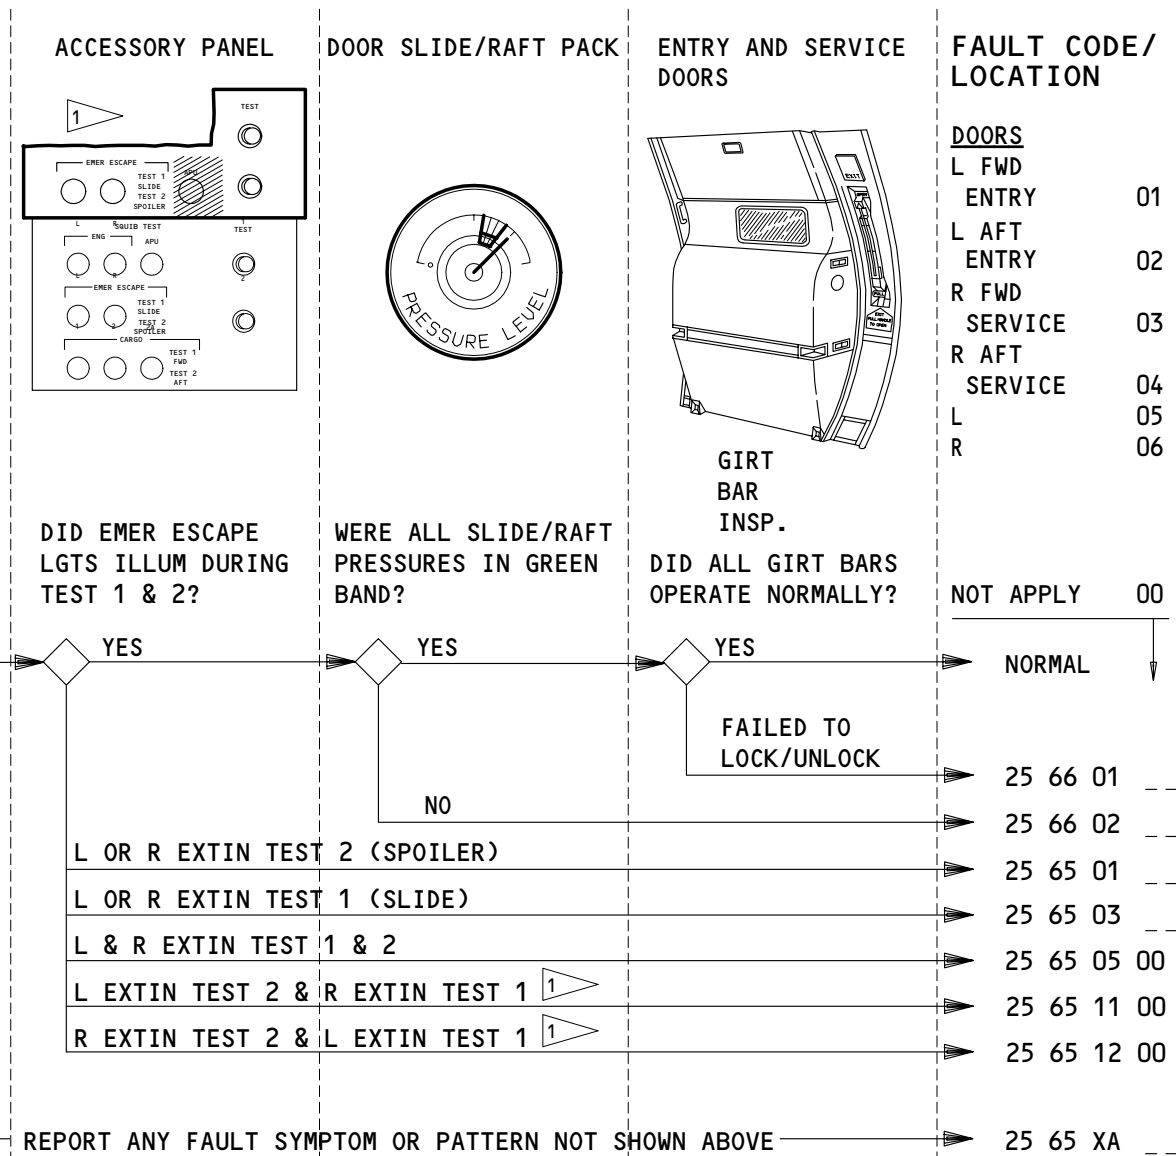 ACCESSORY PANEL
DOOR SLIDE/RAFT PACK
ENTRY AND SERVICE
DOORS
FAULT CODE/
LOCATION
1
TEST
EMER ESCAPE
TEST 1
SLIDE
TEST 2
SPOILER
APU
L
R
SQUIB TEST
1
TEST
ENG
APU
L
R
2
EMER ESCAPE
TEST 1
SLIDE
TEST 2
SPOILER
1
2
CARGO
TEST 1
FWD
TEST 2
AFT
PRESSURE LEVEL
EXIT
EXIT
PULL HANDLE
TO OPEN
GIRT
BAR
INSP.
DOORS
L FWD
ENTRY 01
L AFT
ENTRY 02
R FWD
SERVICE 03
R AFT
SERVICE 04
L 05
R 06
DID EMER ESCAPE
LGTS ILLUM DURING
TEST 1 & 2?
WERE ALL SLIDE/RAFT
PRESSURES IN GREEN
BAND?
DID ALL GIRT BARS
OPERATE NORMALLY?
NOT APPLY 00
YES
YES
YES
NORMAL
FAILED TO
LOCK/UNLOCK
25 66 01 _ _
NO
25 66 02 _ _
L OR R EXTIN TEST 2 (SPOILER)
25 65 01 _ _
L OR R EXTIN TEST 1 (SLIDE)
25 65 03 _ _
L & R EXTIN TEST 1 & 2
25 65 05 00
L EXTIN TEST 2 & R EXTIN TEST 1 1
25 65 11 00
R EXTIN TEST 2 & L EXTIN TEST 1 1
25 65 12 00
REPORT ANY FAULT SYMPTOM OR PATTERN NOT SHOWN ABOVE
25 65 XA _ _